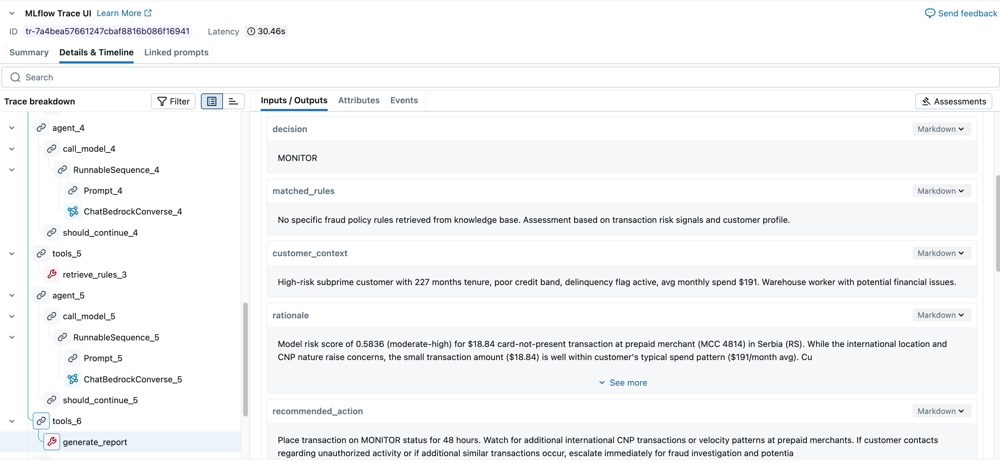 MLflow Trace UI Learn More
Send feedback
ID tr-7a4bea57661247cbaf8816b086f16941 Latency 30.46s
Summary Details & Timeline Linked prompts
Search
Trace breakdown Filter
agent_4
call_model_4
RunnableSequence_4
Prompt_4
ChatBedrockConverse_4
should_continue_4
tools_5
retrieve_rules_3
agent_5
call_model_5
RunnableSequence_5
Prompt_5
ChatBedrockConverse_5
should_continue_5
tools_6
generate_report
Inputs / Outputs Attributes Events Assessments
decision Markdown
MONITOR
matched_rules Markdown
No specific fraud policy rules retrieved from knowledge base. Assessment based on transaction risk signals and customer profile.
customer_context Markdown
High-risk subprime customer with 227 months tenure, poor credit band, delinquency flag active, avg monthly spend $191. Warehouse worker with potential financial issues.
rationale Markdown
Model risk score of 0.5836 (moderate-high) for $18.84 card-not-present transaction at prepaid merchant (MCC 4814) in Serbia (RS). While the international location and
CNP nature raise concerns, the small transaction amount ($18.84) is well within customer's typical spend pattern ($191/month avg). Cu
See more
recommended_action Markdown
Place transaction on MONITOR status for 48 hours. Watch for additional international CNP transactions or velocity patterns at prepaid merchants. If customer contacts
regarding unauthorized activity or if additional similar transactions occur, escalate immediately for fraud investigation and potentia